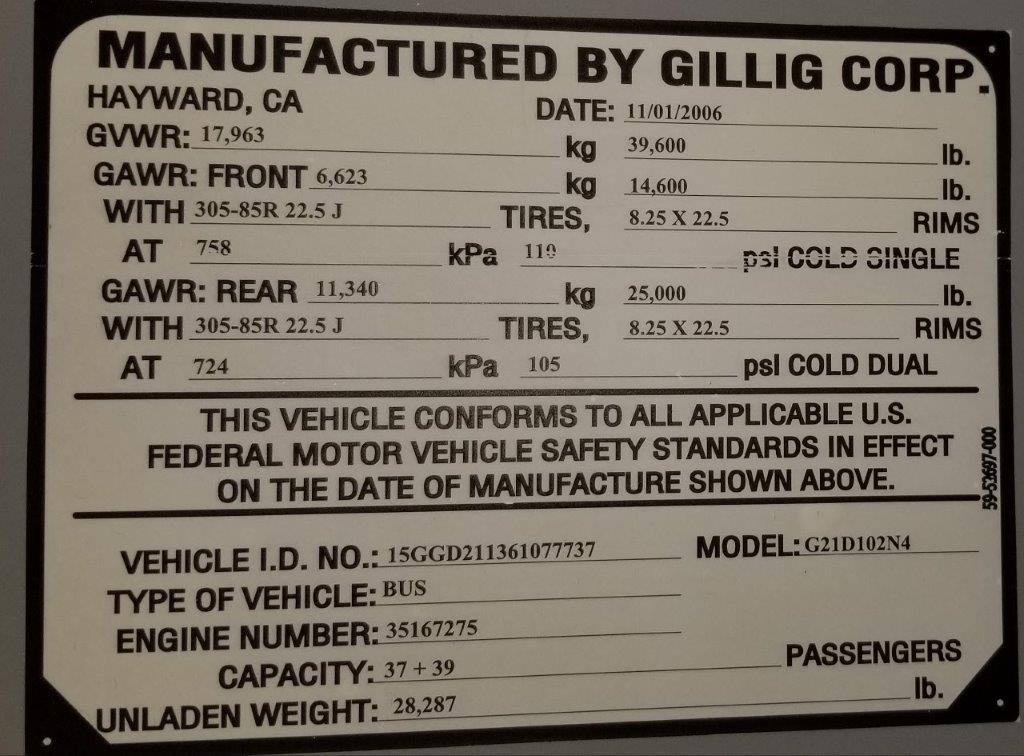 MANUFACTURED BY GILLIG CORP.
HAYWARD, CA DATE: 11/01/2006
GVWR: 17,963 kg 39,600 lb.
GAWR: FRONT 6,623 kg 14,600 lb.
WITH 305-85R 22.5 J TIRES, 8.25 X 22.5 RIMS
AT 758 kPa 110 psI COLD SINGLE
GAWR: REAR 11,340 kg 25,000 lb.
WITH 305-85R 22.5 J TIRES, 8.25 X 22.5 RIMS
AT 724 kPa 105 psI COLD DUAL
THIS VEHICLE CONFORMS TO ALL APPLICABLE U.S.
FEDERAL MOTOR VEHICLE SAFETY STANDARDS IN EFFECT
ON THE DATE OF MANUFACTURE SHOWN ABOVE.
59-53697-000
VEHICLE I.D. NO.: 15GGD211361077737 MODEL: G21D102N4
TYPE OF VEHICLE: BUS
ENGINE NUMBER: 35167275
CAPACITY: 37 + 39 PASSENGERS
UNLADEN WEIGHT: 28,287 lb.